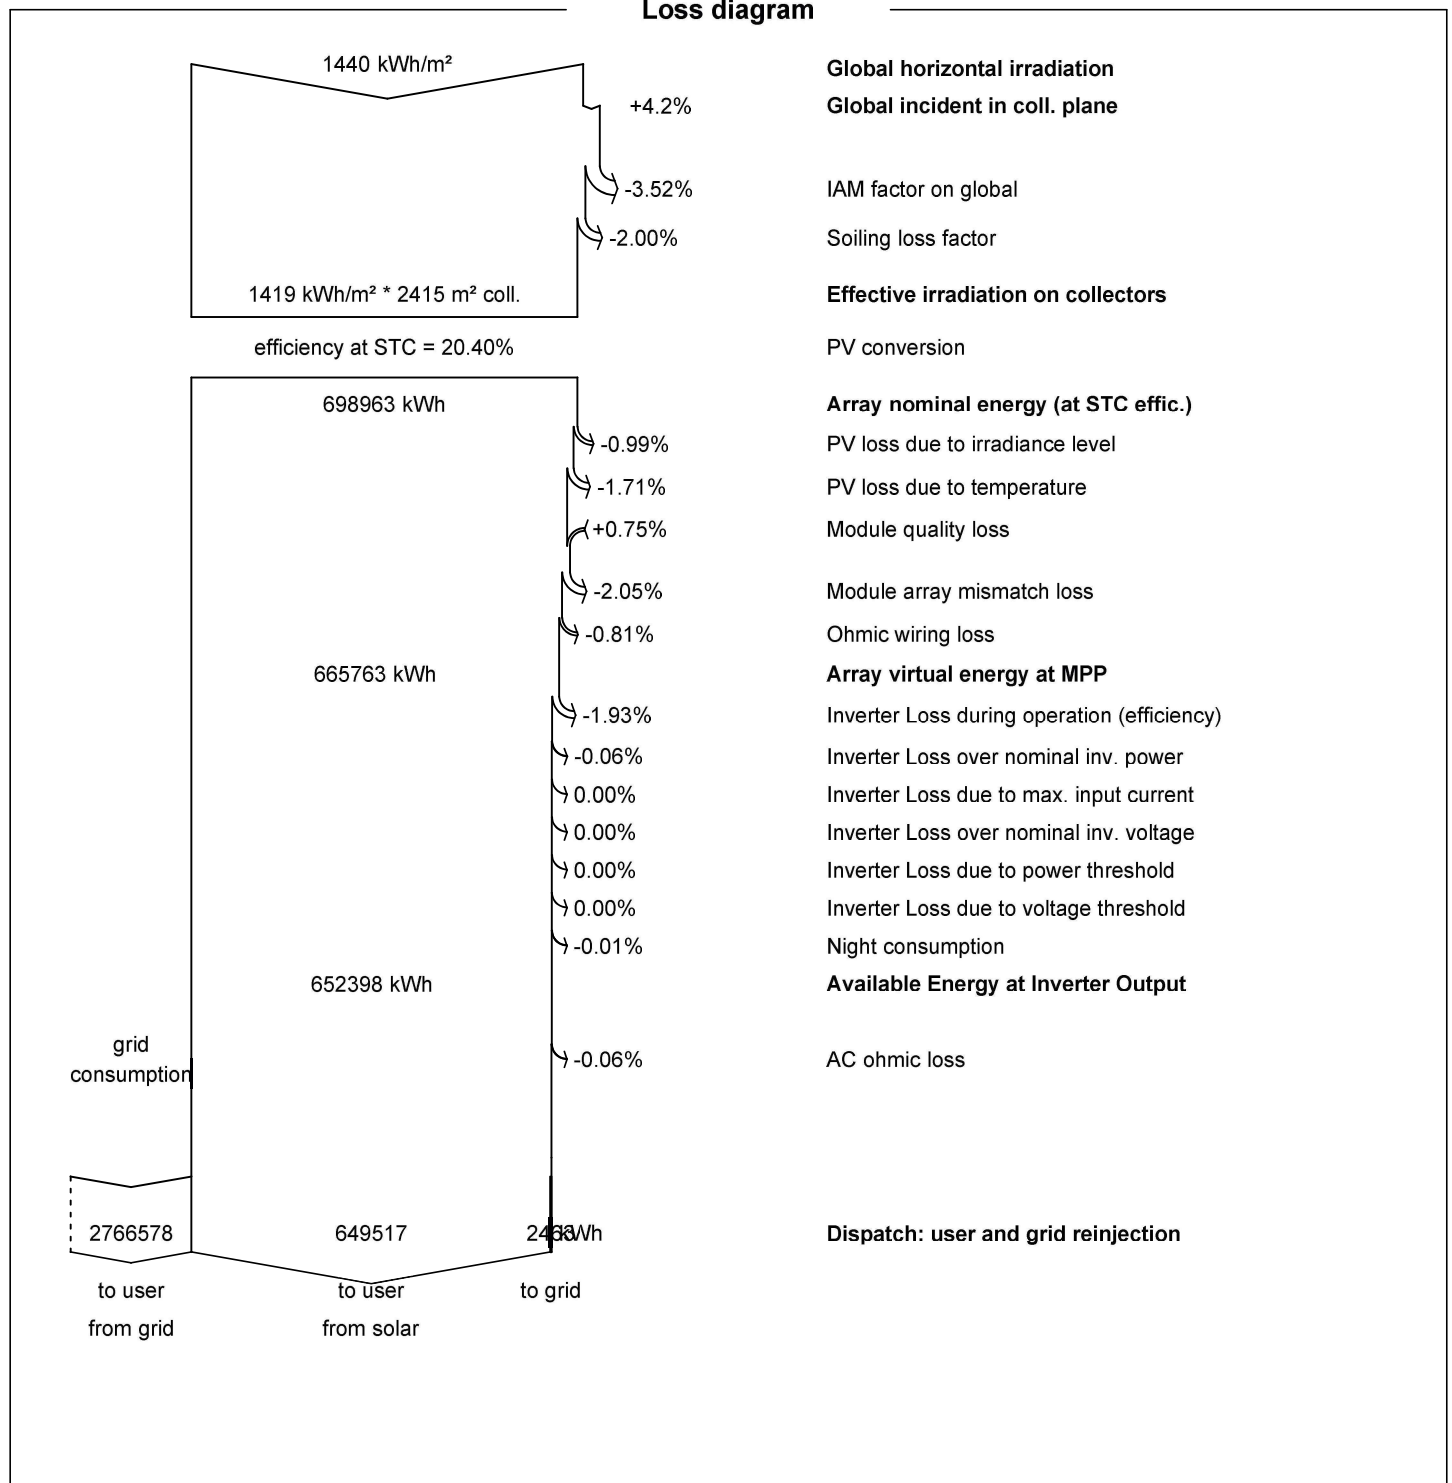 Loss diagram
1440 kWh/m²
Global horizontal irradiation
+4.2%
Global incident in coll. plane
-3.52%
IAM factor on global
-2.00%
Soiling loss factor
1419 kWh/m² * 2415 m² coll.
Effective irradiation on collectors
efficiency at STC = 20.40%
PV conversion
698963 kWh
Array nominal energy (at STC effic.)
-0.99%
PV loss due to irradiance level
-1.71%
PV loss due to temperature
+0.75%
Module quality loss
-2.05%
Module array mismatch loss
-0.81%
Ohmic wiring loss
665763 kWh
Array virtual energy at MPP
-1.93%
Inverter Loss during operation (efficiency)
-0.06%
Inverter Loss over nominal inv. power
0.00%
Inverter Loss due to max. input current
0.00%
Inverter Loss over nominal inv. voltage
0.00%
Inverter Loss due to power threshold
0.00%
Inverter Loss due to voltage threshold
-0.01%
Night consumption
652398 kWh
Available Energy at Inverter Output
grid
consumption
-0.06%
AC ohmic loss
2766578
649517
kWh
Dispatch: user and grid reinjection
to user
from grid
to user
from solar
to grid